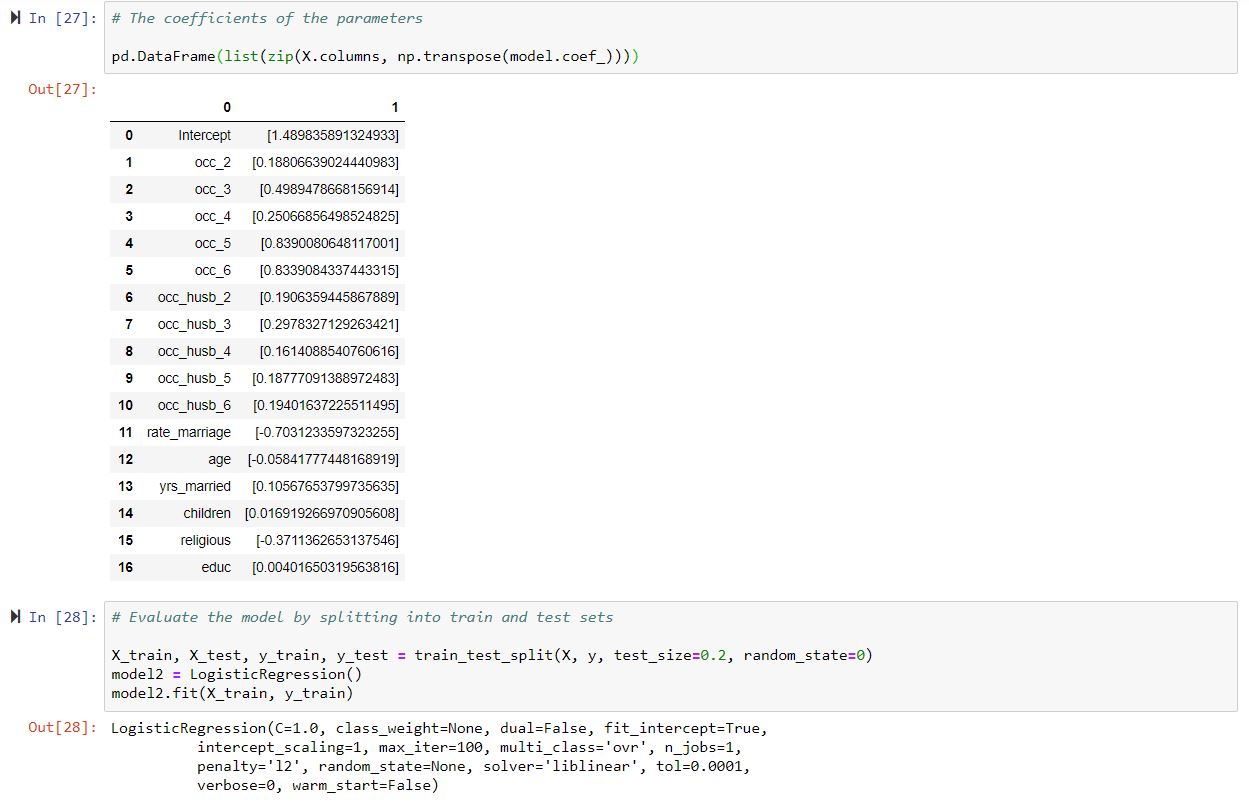 In [27]: # The coefficients of the parameters
pd.DataFrame(list(zip(X.columns, np.transpose(model.coef_))))
Out[27]:
0 1
0 Intercept [1.489835891324933]
1 occ_2 [0.18806639024440983]
2 occ_3 [0.4989478668156914]
3 occ_4 [0.25066856498524825]
4 occ_5 [0.8390080648117001]
5 occ_6 [0.8339084337443315]
6 occ_husb_2 [0.1906359445867889]
7 occ_husb_3 [0.2978327129263421]
8 occ_husb_4 [0.1614088540760616]
9 occ_husb_5 [0.18777091388972483]
10 occ_husb_6 [0.19401637225511495]
11 rate_marriage [-0.7031233597323255]
12 age [-0.05841777448168919]
13 yrs_married [0.10567653799735635]
14 children [0.016919266970905608]
15 religious [-0.3711362653137546]
16 educ [0.00401650319563816]
In [28]: # Evaluate the model by splitting into train and test sets
X_train, X_test, y_train, y_test = train_test_split(X, y, test_size=0.2, random_state=0)
model2 = LogisticRegression()
model2.fit(X_train, y_train)
Out[28]: LogisticRegression(C=1.0, class_weight=None, dual=False, fit_intercept=True,
intercept_scaling=1, max_iter=100, multi_class='ovr', n_jobs=1,
penalty='l2', random_state=None, solver='liblinear', tol=0.0001,
verbose=0, warm_start=False)